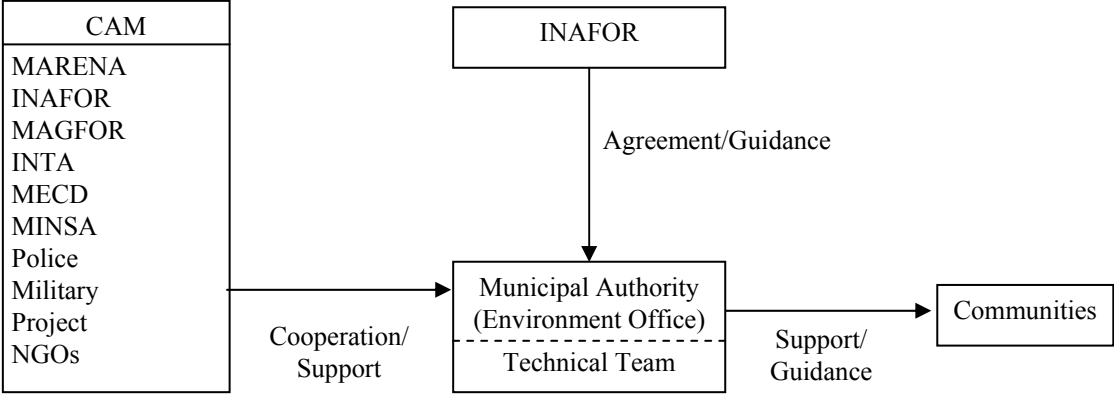 CAM
MARENA
INAFOR
MAGFOR
INTA
MECD
MINSA
Police
Military
Project
NGOs
Cooperation/
Support
INAFOR
Agreement/Guidance
Municipal Authority
(Environment Office)
Technical Team
Support/
Guidance
Communities